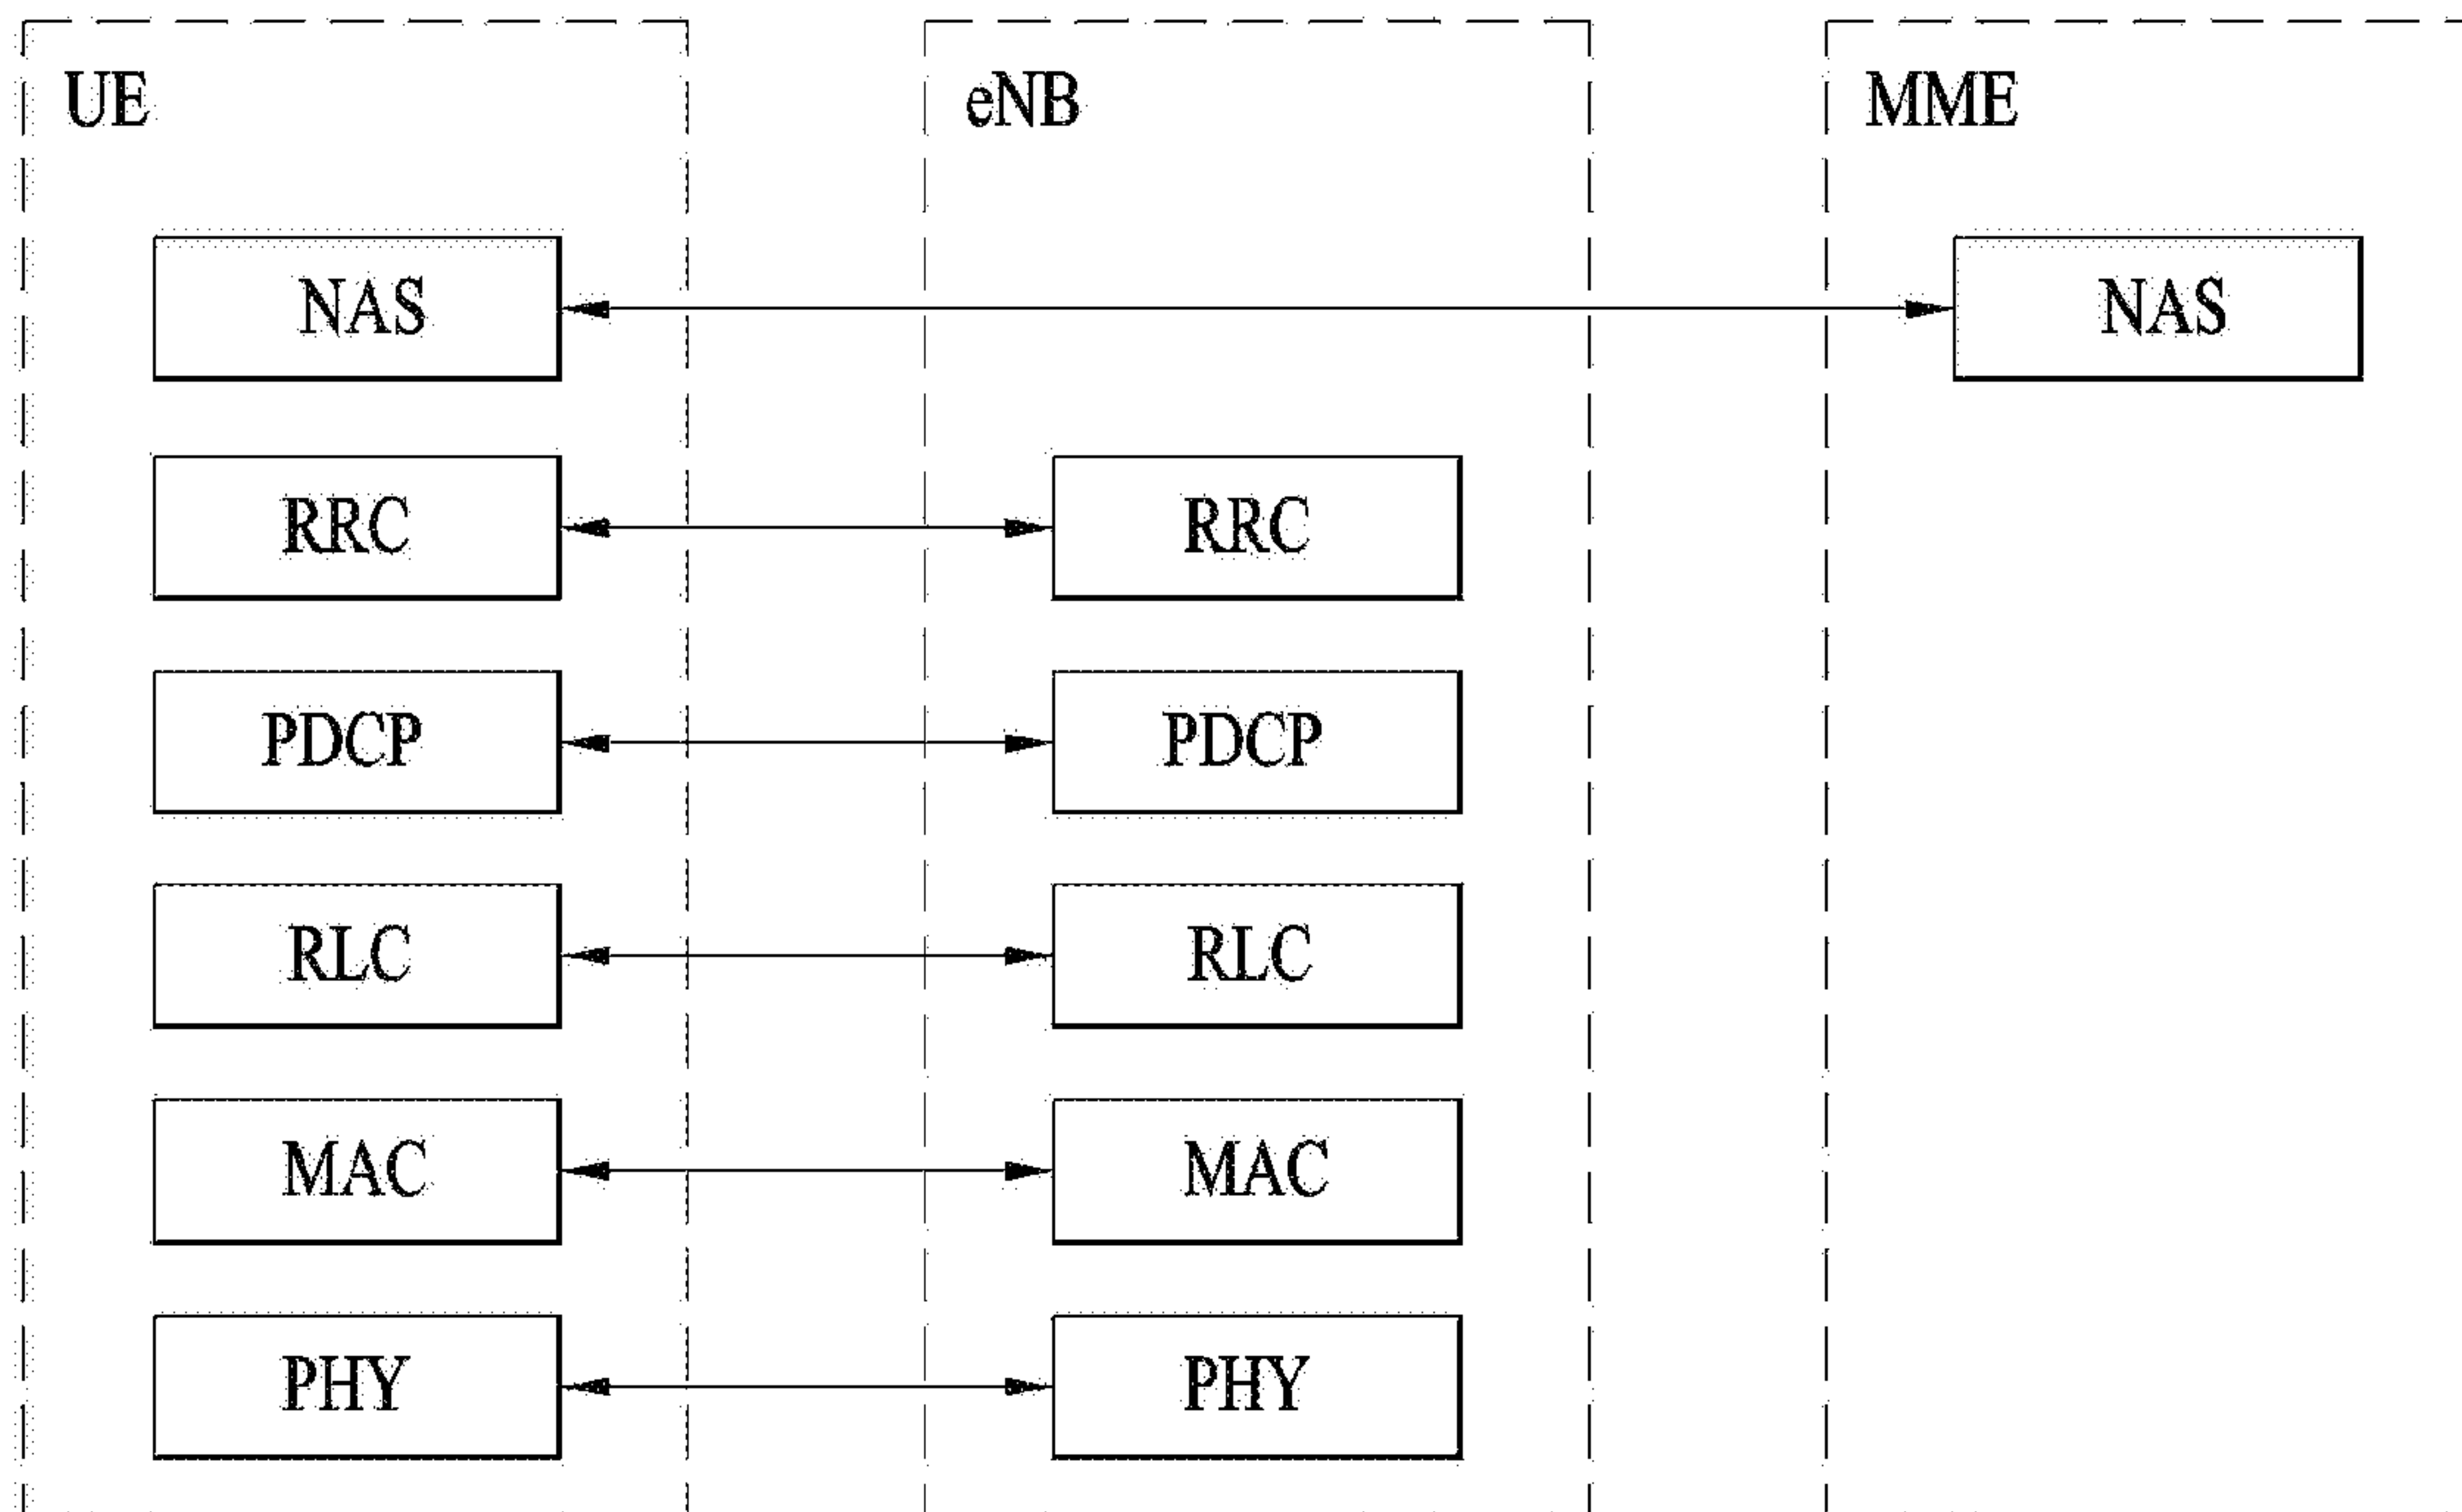 UE eNB MME
NAS NAS
RRC RRC
PDCP PDCP
RLC RLC
MAC MAC
PHY PHY